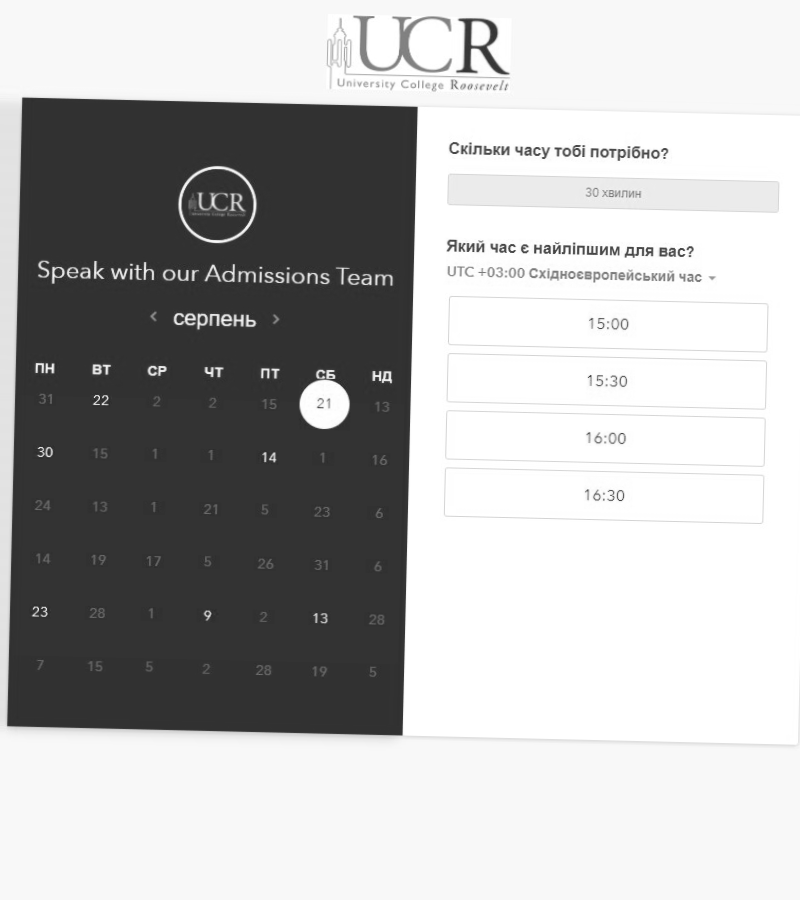 UCR
University College Roosevelt
UCR
Speak with our Admissions Team
серпень
ПН ВТ СР ЧТ ПТ СБ НД
31 22 2 2 15 21 13
30 15 1 1 14 1 16
24 13 1 21 5 23 6
14 19 17 5 26 31 6
23 28 1 9 2 13 28
7 15 5 2 28 19 5
Скільки часу тобі потрібно?
30 хвилин
Який час є найліпшим для вас?
UTC +03:00 Східноєвропейський час
15:00
15:30
16:00
16:30